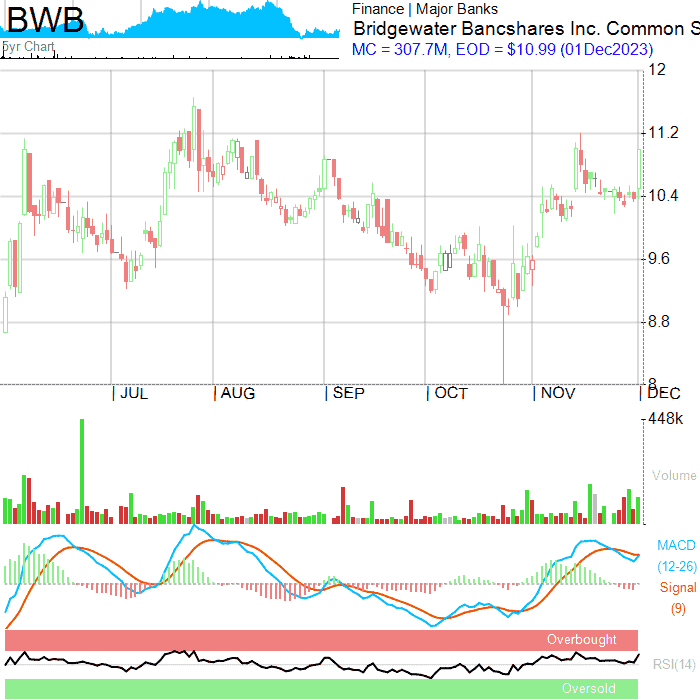 BWB
5yr Chart
Finance | Major Banks
Bridgewater Bancshares Inc. Common S
MC = 307.7M, EOD = $10.99 (01Dec2023)
12
11.2
10.4
9.6
8.8
8
JUL
AUG
SEP
OCT
NOV
DEC
448k
Volume
MACD
(12-26)
Signal
(9)
Overbought
RSI(14)
Oversold